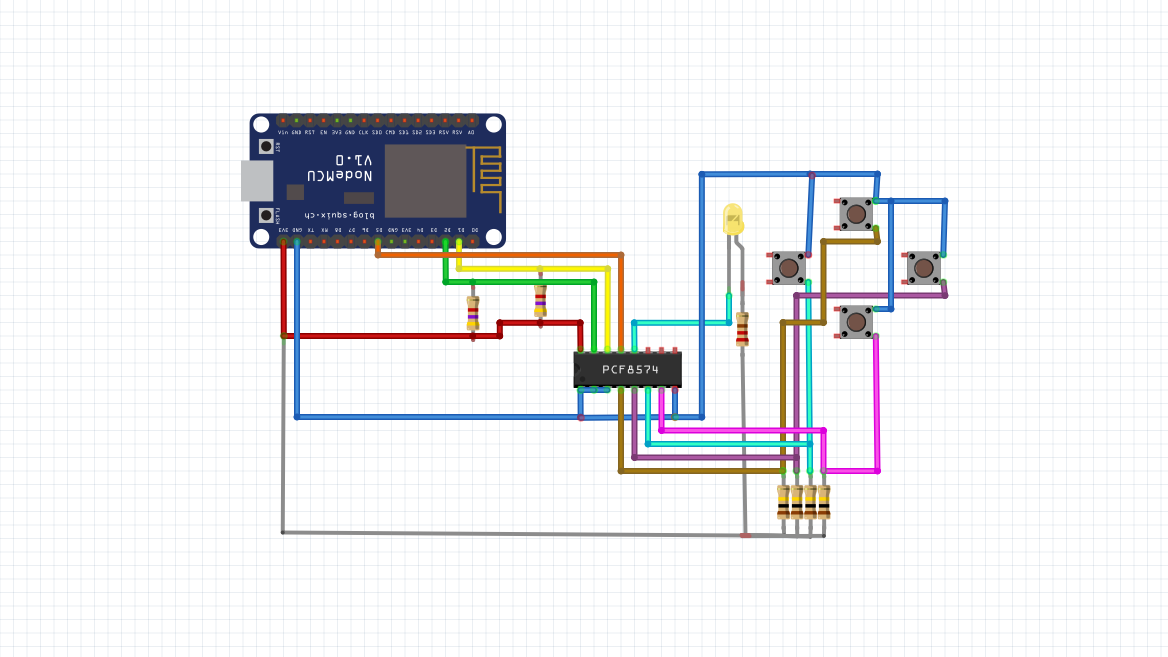 Vin GND RST EN 3V3 GND CLK SD0 CMD SD1 SD2 SD3 RSV RSV A0
RST
NodeMCU
V1.0
FLASH
blog.squix.ch
3V3 GND TX RX D8 D7 D6 D5 GND 3V3 D4 D3 D2 D1 D0
PCF8574